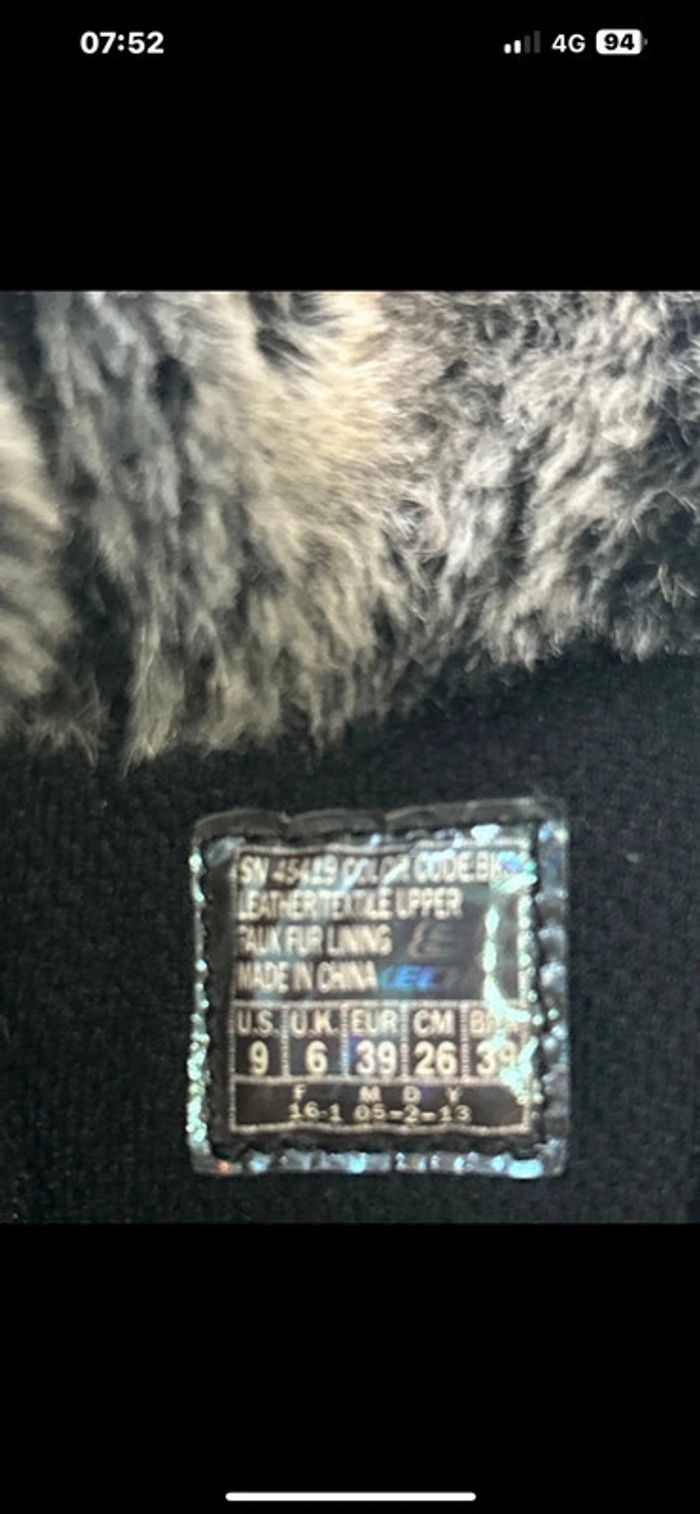 07:52 4G 94
SN 45419 COLOR CODE.BK
LEATHER/TEXTILE UPPER
FAUX FUR LINING
MADE IN CHINA
U.S. U.K. EUR CM
9 6 39 26 39
F M D Y
16-1 05-2-13